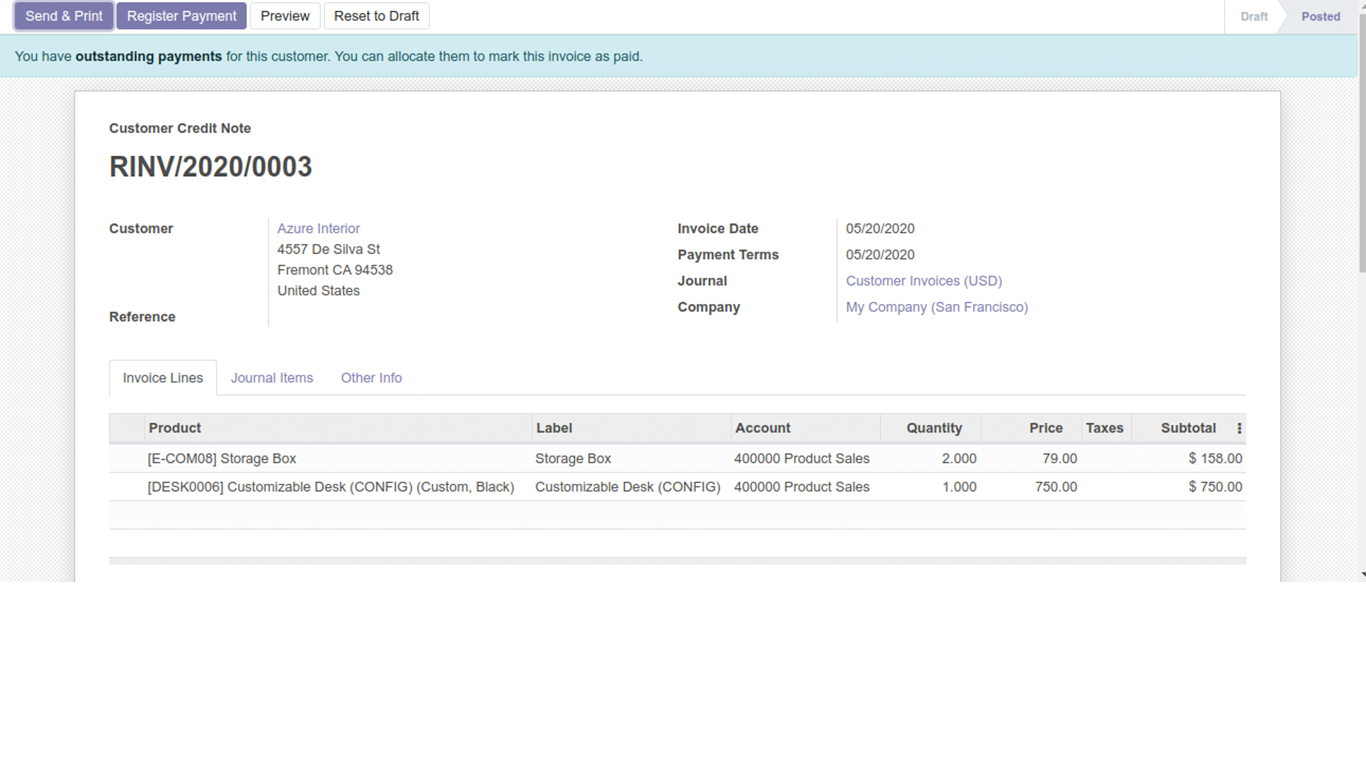 Send & Print Register Payment Preview Reset to Draft Draft Posted
You have outstanding payments for this customer. You can allocate them to mark this invoice as paid.
Customer Credit Note
RINV/2020/0003
Customer Azure Interior Invoice Date 05/20/2020
4557 De Silva St Payment Terms 05/20/2020
Fremont CA 94538 Journal Customer Invoices (USD)
United States Company My Company (San Francisco)
Reference
Invoice Lines Journal Items Other Info
Product Label Account Quantity Price Taxes Subtotal
[E-COM08] Storage Box Storage Box 400000 Product Sales 2.000 79.00 $ 158.00
[DESK0006] Customizable Desk (CONFIG) (Custom, Black) Customizable Desk (CONFIG) 400000 Product Sales 1.000 750.00 $ 750.00